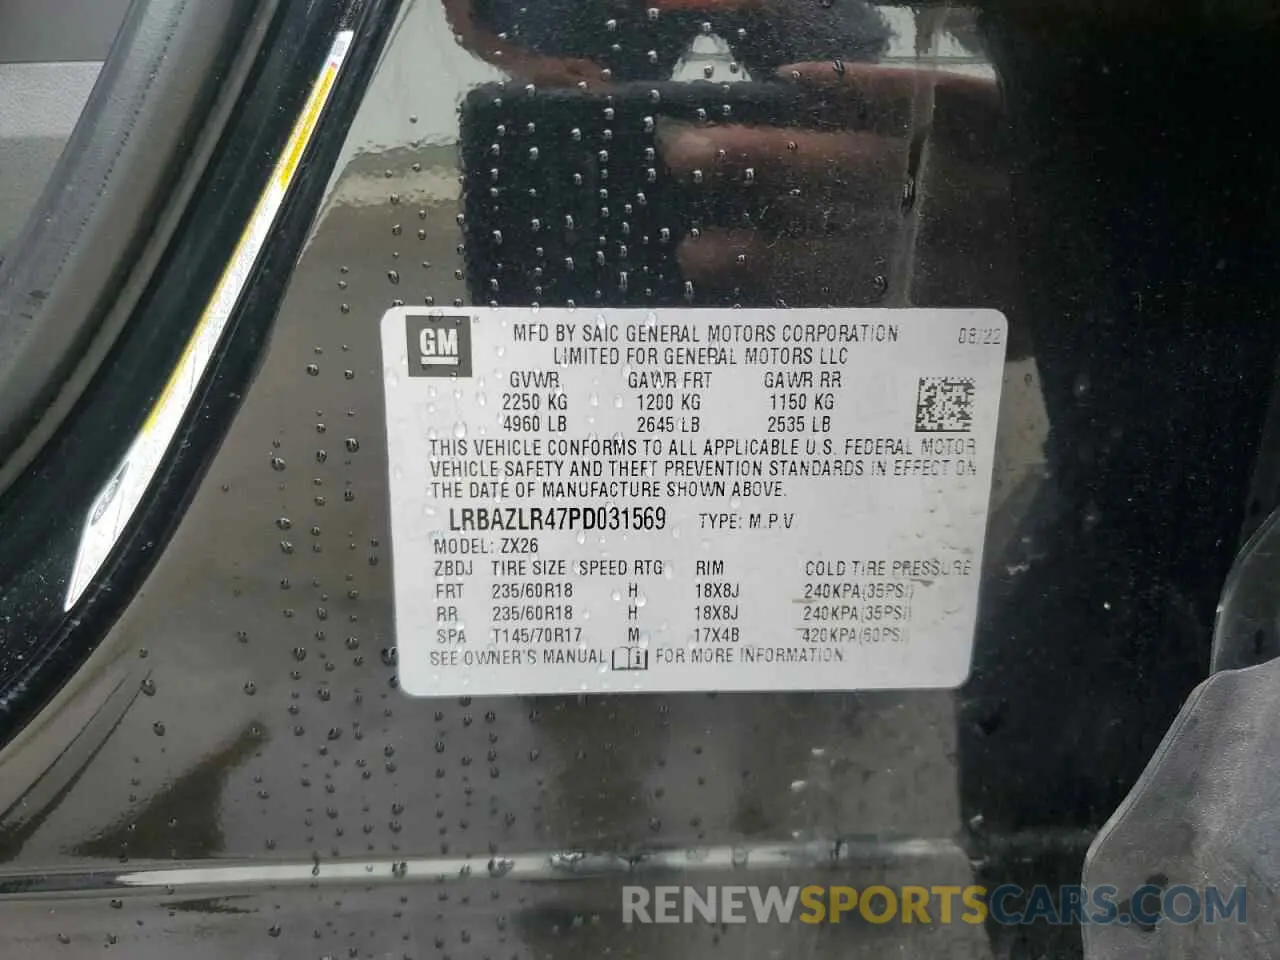 GM ®
MFD BY SAIC GENERAL MOTORS CORPORATION 08/22
LIMITED FOR GENERAL MOTORS LLC
GVWR GAWR FRT GAWR RR
2250 KG 1200 KG 1150 KG
4960 LB 2645 LB 2535 LB
THIS VEHICLE CONFORMS TO ALL APPLICABLE U.S. FEDERAL MOTOR
VEHICLE SAFETY AND THEFT PREVENTION STANDARDS IN EFFECT ON
THE DATE OF MANUFACTURE SHOWN ABOVE.
LRBAZLR47PD031569 TYPE: M.P.V
MODEL: ZX26
ZBDJ TIRE SIZE SPEED RTG RIM COLD TIRE PRESSURE
FRT 235/60R18 H 18X8J 240KPA(35PSI)
RR 235/60R18 H 18X8J 240KPA(35PSI)
SPA T145/70R17 M 17X4B 420KPA(60PSI)
SEE OWNER'S MANUAL i FOR MORE INFORMATION.
RENEWSPORTSCARS.COM